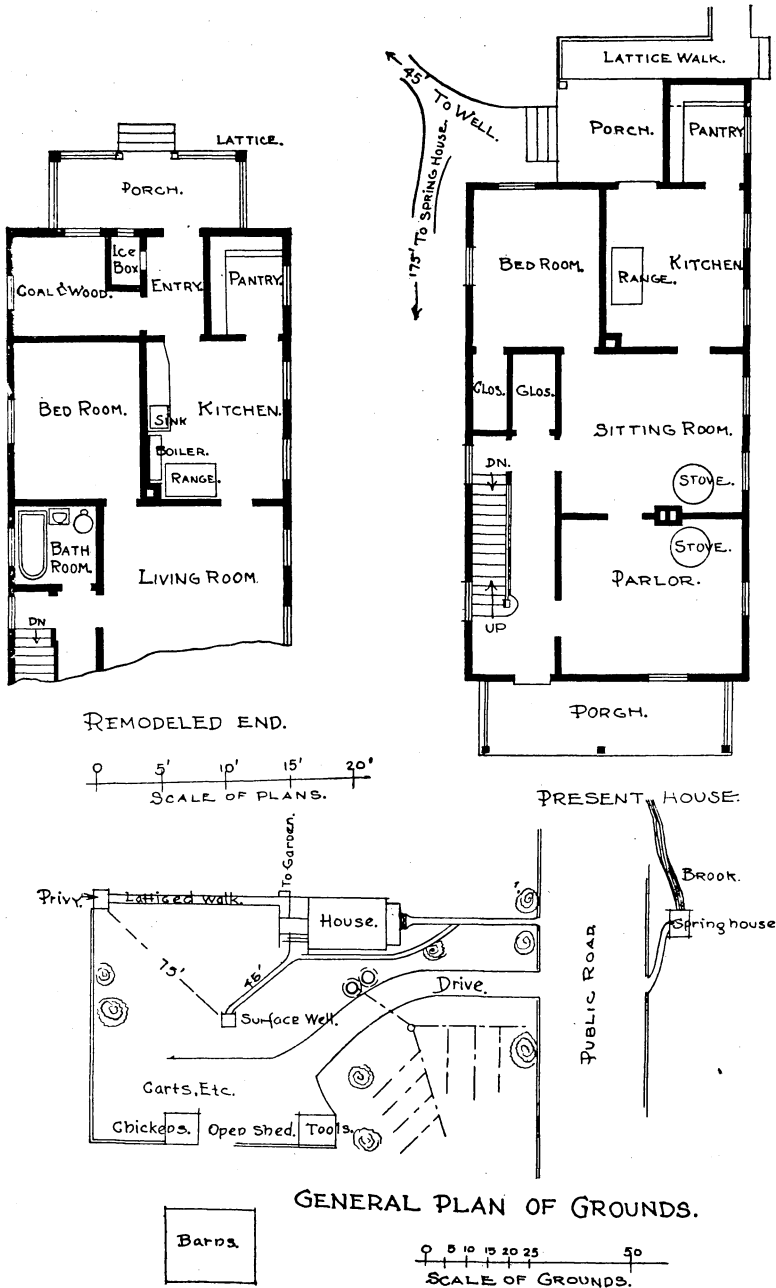 LATTICE.
PORCH.
ICE
BOX
COAL & WOOD.
ENTRY.
PANTRY.
BED ROOM.
KITCHEN.
SINK
BOILER.
RANGE.
BATH
ROOM.
LIVING ROOM.
DN
REMODELED END.
0 5' 10' 15' 20'
SCALE OF PLANS.
LATTICE WALK.
45' TO WELL.
175' TO SPRING HOUSE.
PORCH.
PANTRY
BED ROOM.
RANGE.
KITCHEN
CLOS.
CLOS.
SITTING ROOM.
DN.
STOVE.
STOVE.
PARLOR.
UP
PORCH.
PRESENT HOUSE.
To Garden.
Privy.
Latticed Walk.
House.
BROOK.
Spring house
75'
45'
Surface Well.
Drive.
PUBLIC ROAD
Carts, Etc.
Chickens.
Open Shed.
Tools.
GENERAL PLAN OF GROUNDS.
Barns.
0 5 10 15 20 25 50
SCALE OF GROUNDS.